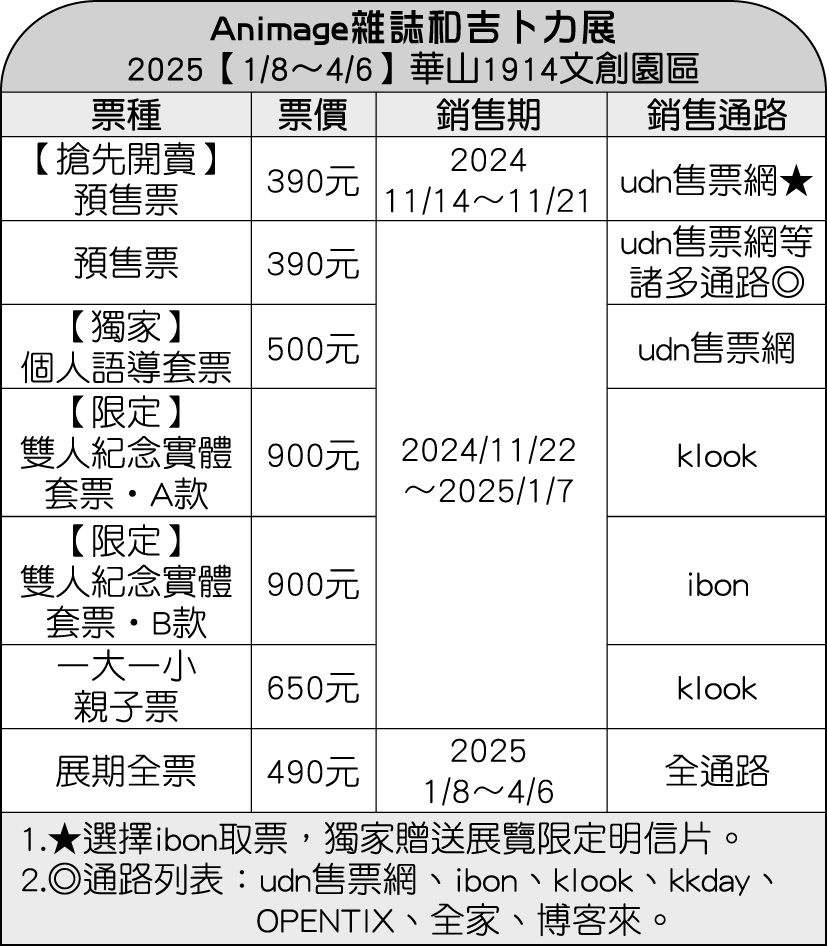 Animage雜誌和吉卜力展
2025【1/8～4/6】華山1914文創園區
票種 票價 銷售期 銷售通路
【搶先開賣】
預售票
390元
2024
11/14～11/21
udn售票網★
預售票
390元
udn售票網等
諸多通路◎
【獨家】
個人語導套票
500元
udn售票網
【限定】
雙人紀念實體
套票・A款
900元
2024/11/22
～2025/1/7
klook
【限定】
雙人紀念實體
套票・B款
900元
ibon
一大一小
親子票
650元
klook
展期全票
490元
2025
1/8～4/6
全通路
1.★選擇ibon取票，獨家贈送展覽限定明信片。
2.◎通路列表：udn售票網、ibon、klook、kkday、
OPENTIX、全家、博客來。